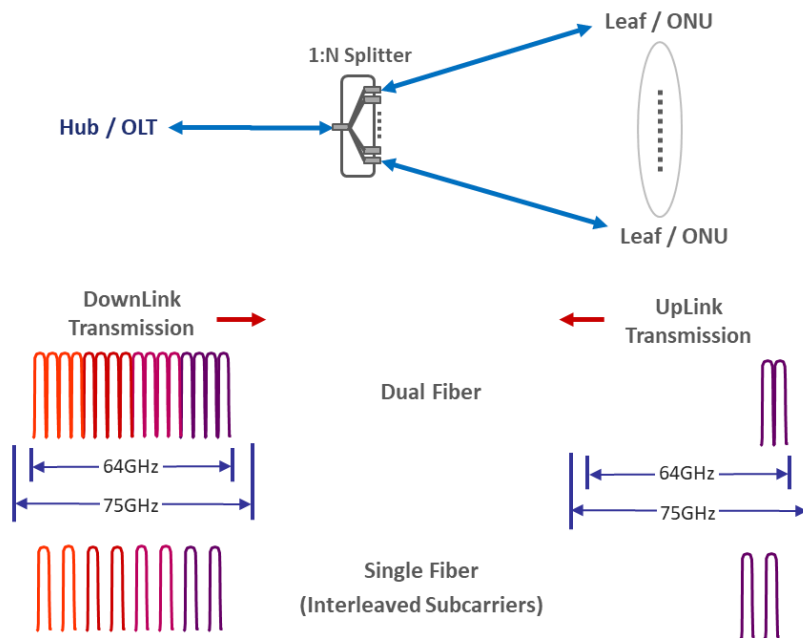 Leaf / ONU
1:N Splitter
Hub / OLT
Leaf / ONU
DownLink
Transmission
UpLink
Transmission
Dual Fiber
64GHz
75GHz
64GHz
75GHz
Single Fiber
(Interleaved Subcarriers)